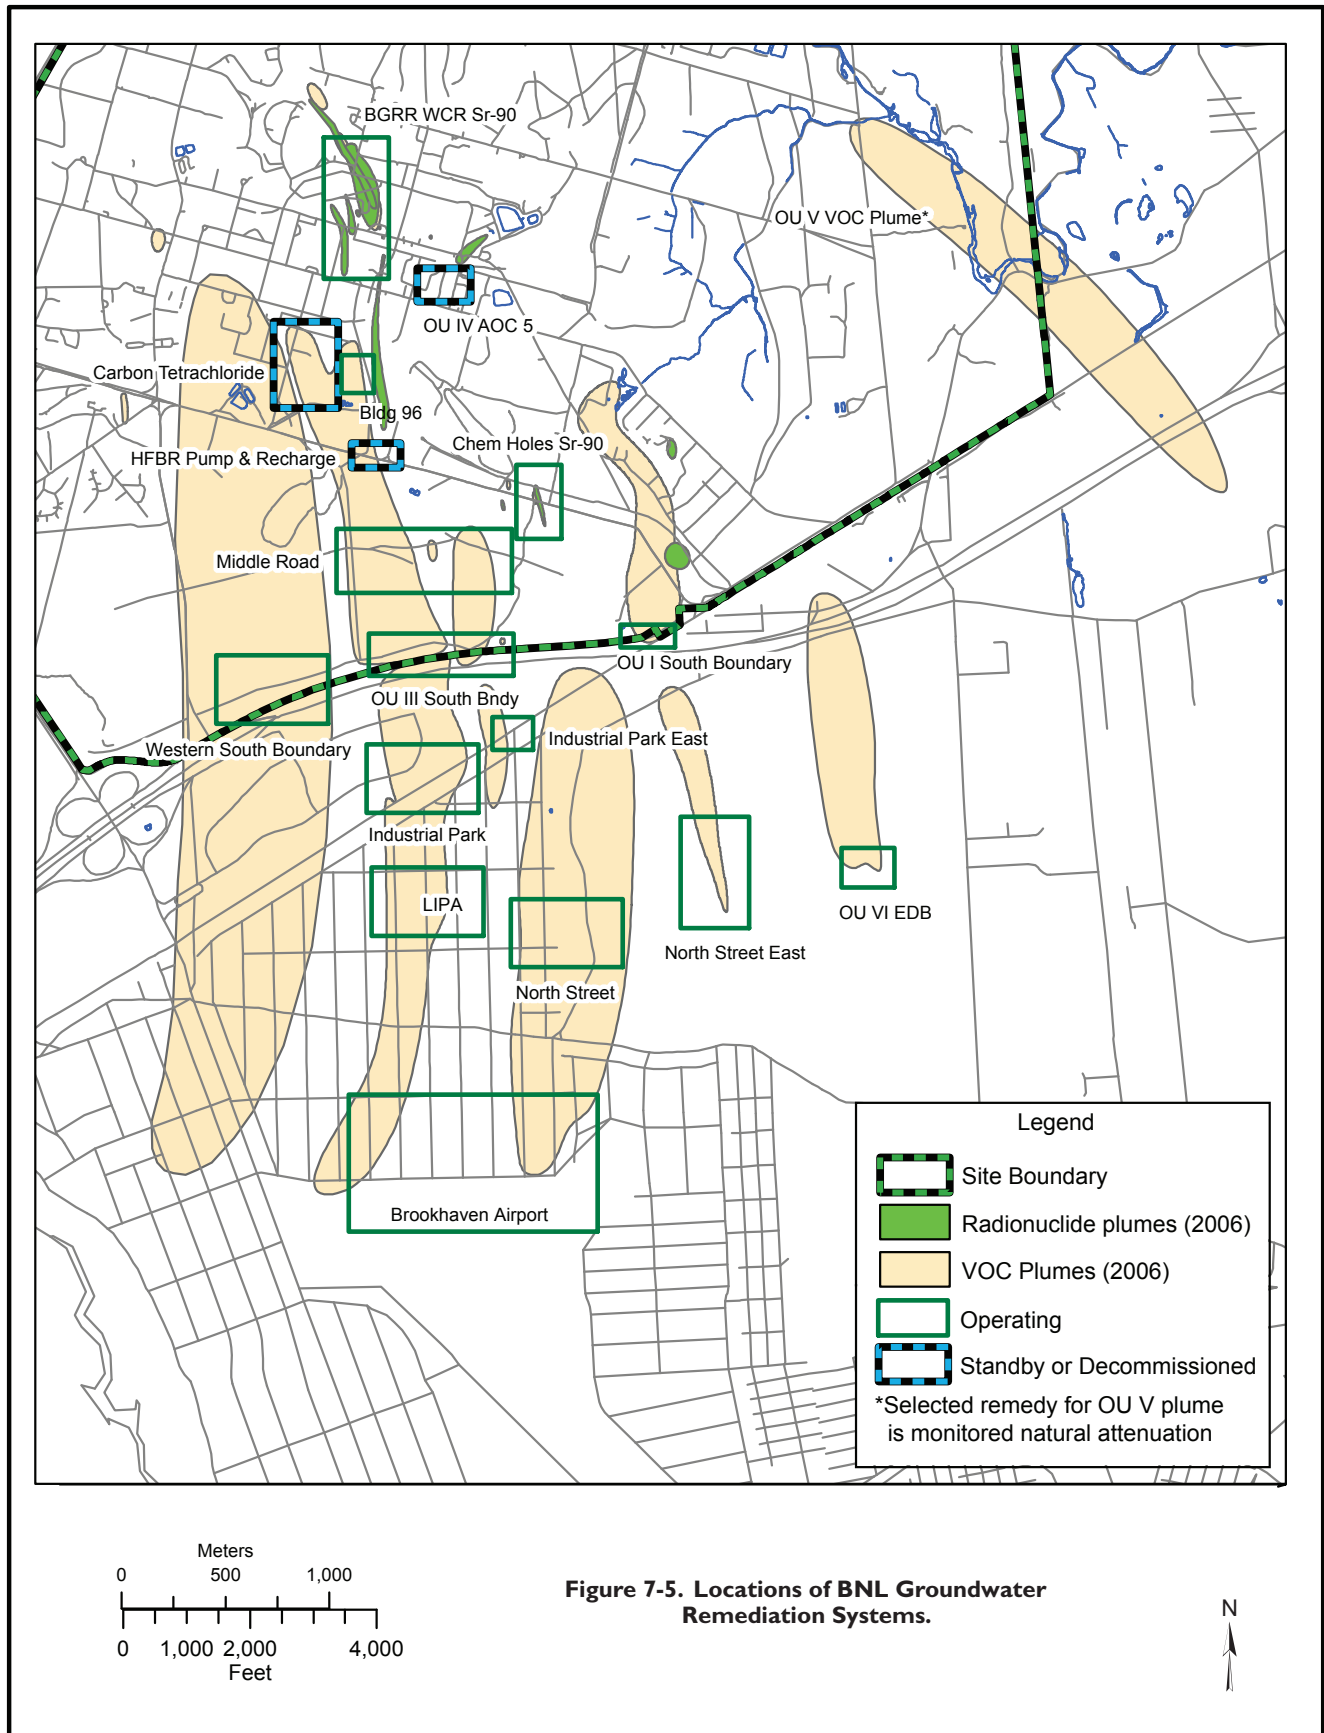 BGRR WCR Sr-90
OU V VOC Plume*
OU IV AOC 5
Carbon Tetrachloride
Bldg 96
Chem Holes Sr-90
HFBR Pump & Recharge
Middle Road
OU I South Boundary
OU III South Bndy
Industrial Park East
Western South Boundary
Industrial Park
LIPA
OU VI EDB
North Street East
North Street
Brookhaven Airport
Legend
Site Boundary
Radionuclide plumes (2006)
VOC Plumes (2006)
Operating
Standby or Decommissioned
*Selected remedy for OU V plume
is monitored natural attenuation
Meters
0 500 1,000
0 1,000 2,000 4,000
Feet
Figure 7-5. Locations of BNL Groundwater
Remediation Systems.
N